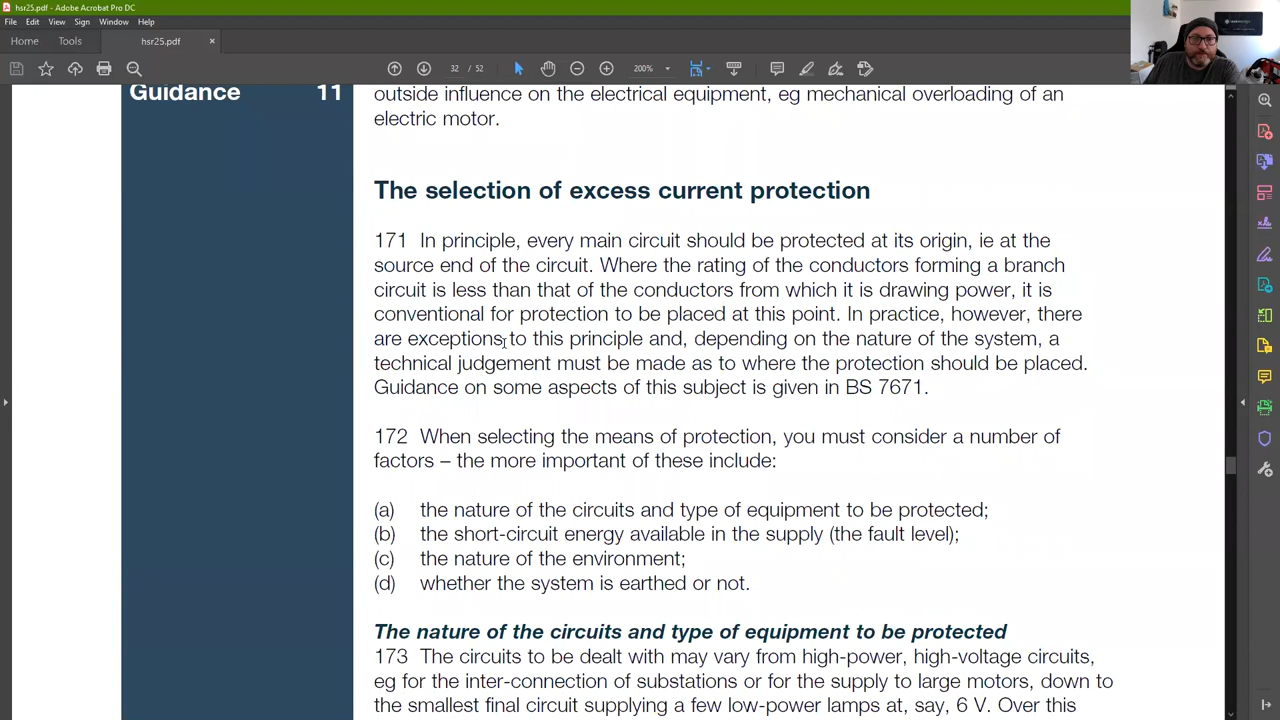 hsr25.pdf - Adobe Acrobat Pro DC
File Edit View Sign Window Help
Home Tools hsr25.pdf ×
32 / 52 200%
Guidance 11
outside influence on the electrical equipment, eg mechanical overloading of an
electric motor.
The selection of excess current protection
171 In principle, every main circuit should be protected at its origin, ie at the
source end of the circuit. Where the rating of the conductors forming a branch
circuit is less than that of the conductors from which it is drawing power, it is
conventional for protection to be placed at this point. In practice, however, there
are exceptions to this principle and, depending on the nature of the system, a
technical judgement must be made as to where the protection should be placed.
Guidance on some aspects of this subject is given in BS 7671.
172 When selecting the means of protection, you must consider a number of
factors – the more important of these include:
(a) the nature of the circuits and type of equipment to be protected;
(b) the short-circuit energy available in the supply (the fault level);
(c) the nature of the environment;
(d) whether the system is earthed or not.
The nature of the circuits and type of equipment to be protected
173 The circuits to be dealt with may vary from high-power, high-voltage circuits,
eg for the inter-connection of substations or for the supply to large motors, down to
the smallest final circuit supplying a few low-power lamps at, say, 6 V. Over this